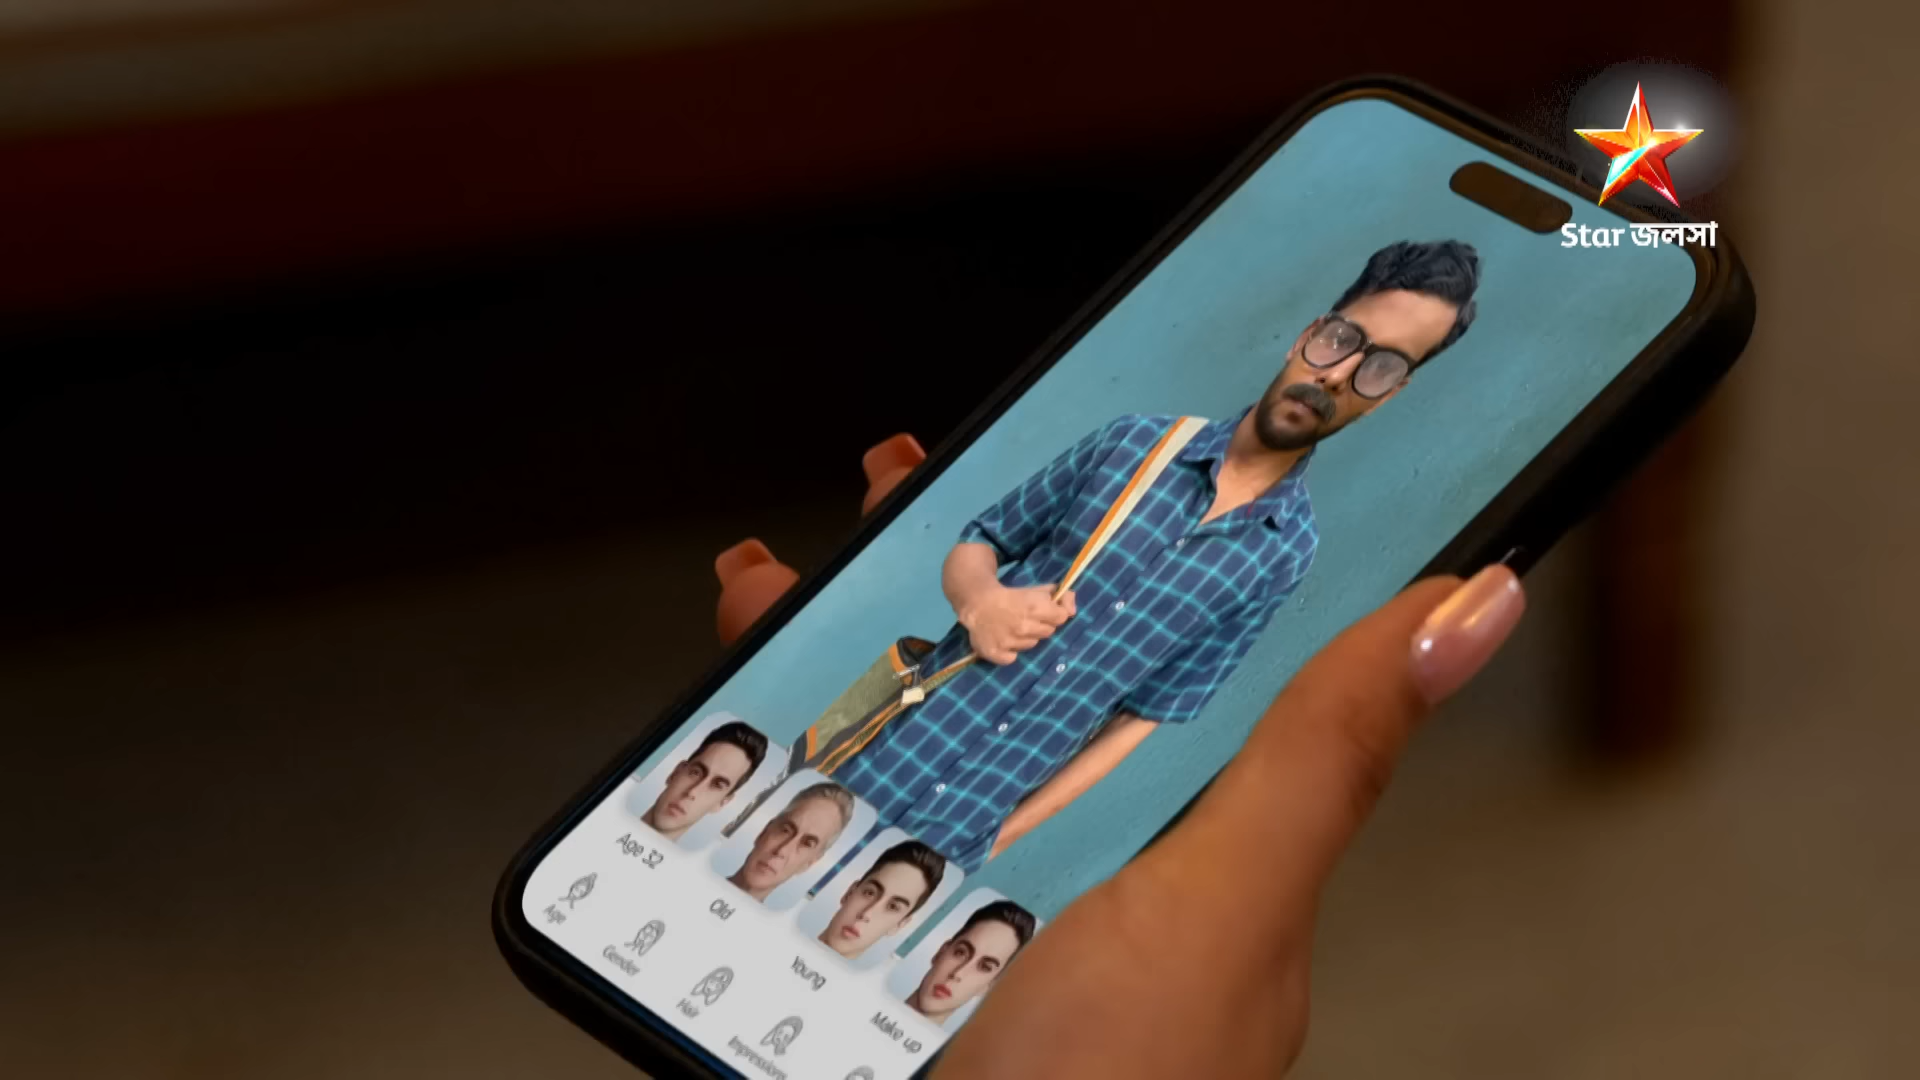 Star জলসা
Age 32
Old
Young
Make up
Age
Gender
Hair
Impressions